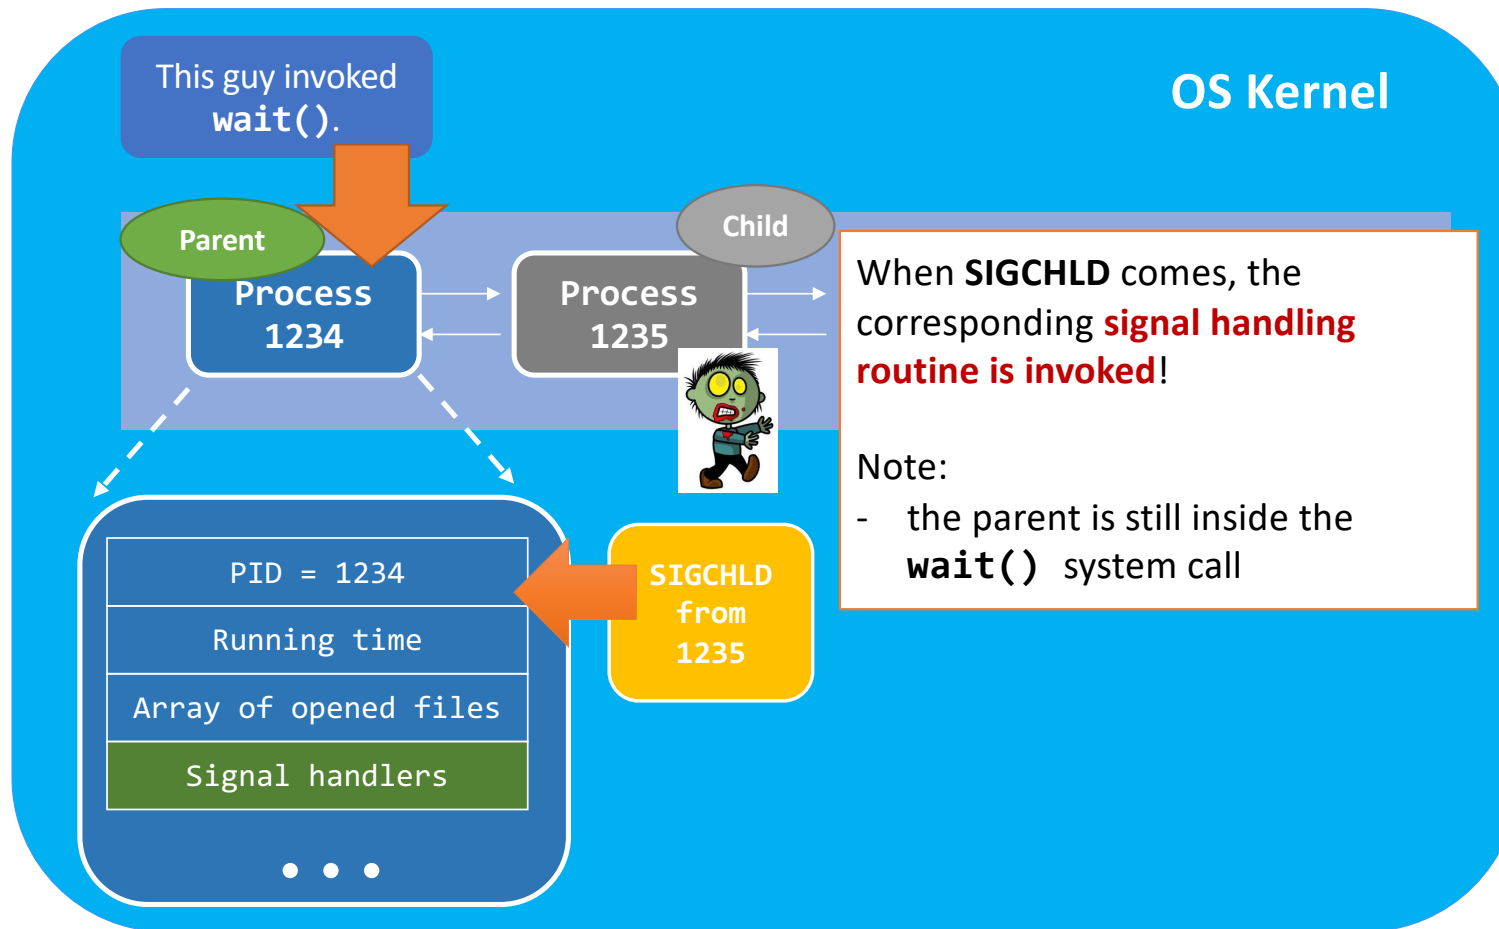 This guy invoked
wait().
OS Kernel
Parent
Child
Process
1234
Process
1235
When SIGCHLD comes, the
corresponding signal handling
routine is invoked!
Note:
- the parent is still inside the
wait() system call
PID = 1234
Running time
Array of opened files
Signal handlers
• • •
SIGCHLD
from
1235